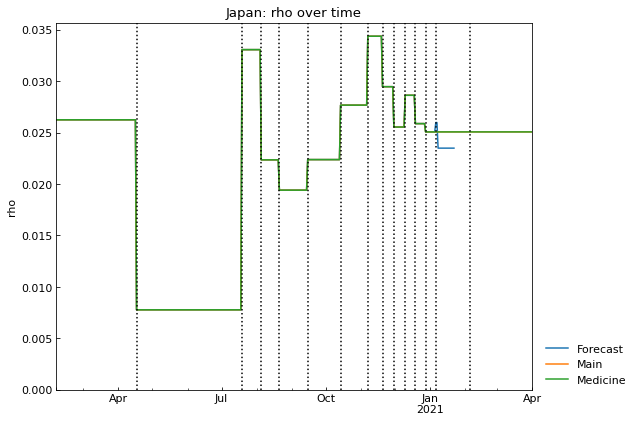 Japan: rho over time
0.035
0.030
0.025
0.020
0.015
0.010
0.005
0.000
rho
Apr
Jul
Oct
Jan
2021
Apr
Forecast
Main
Medicine